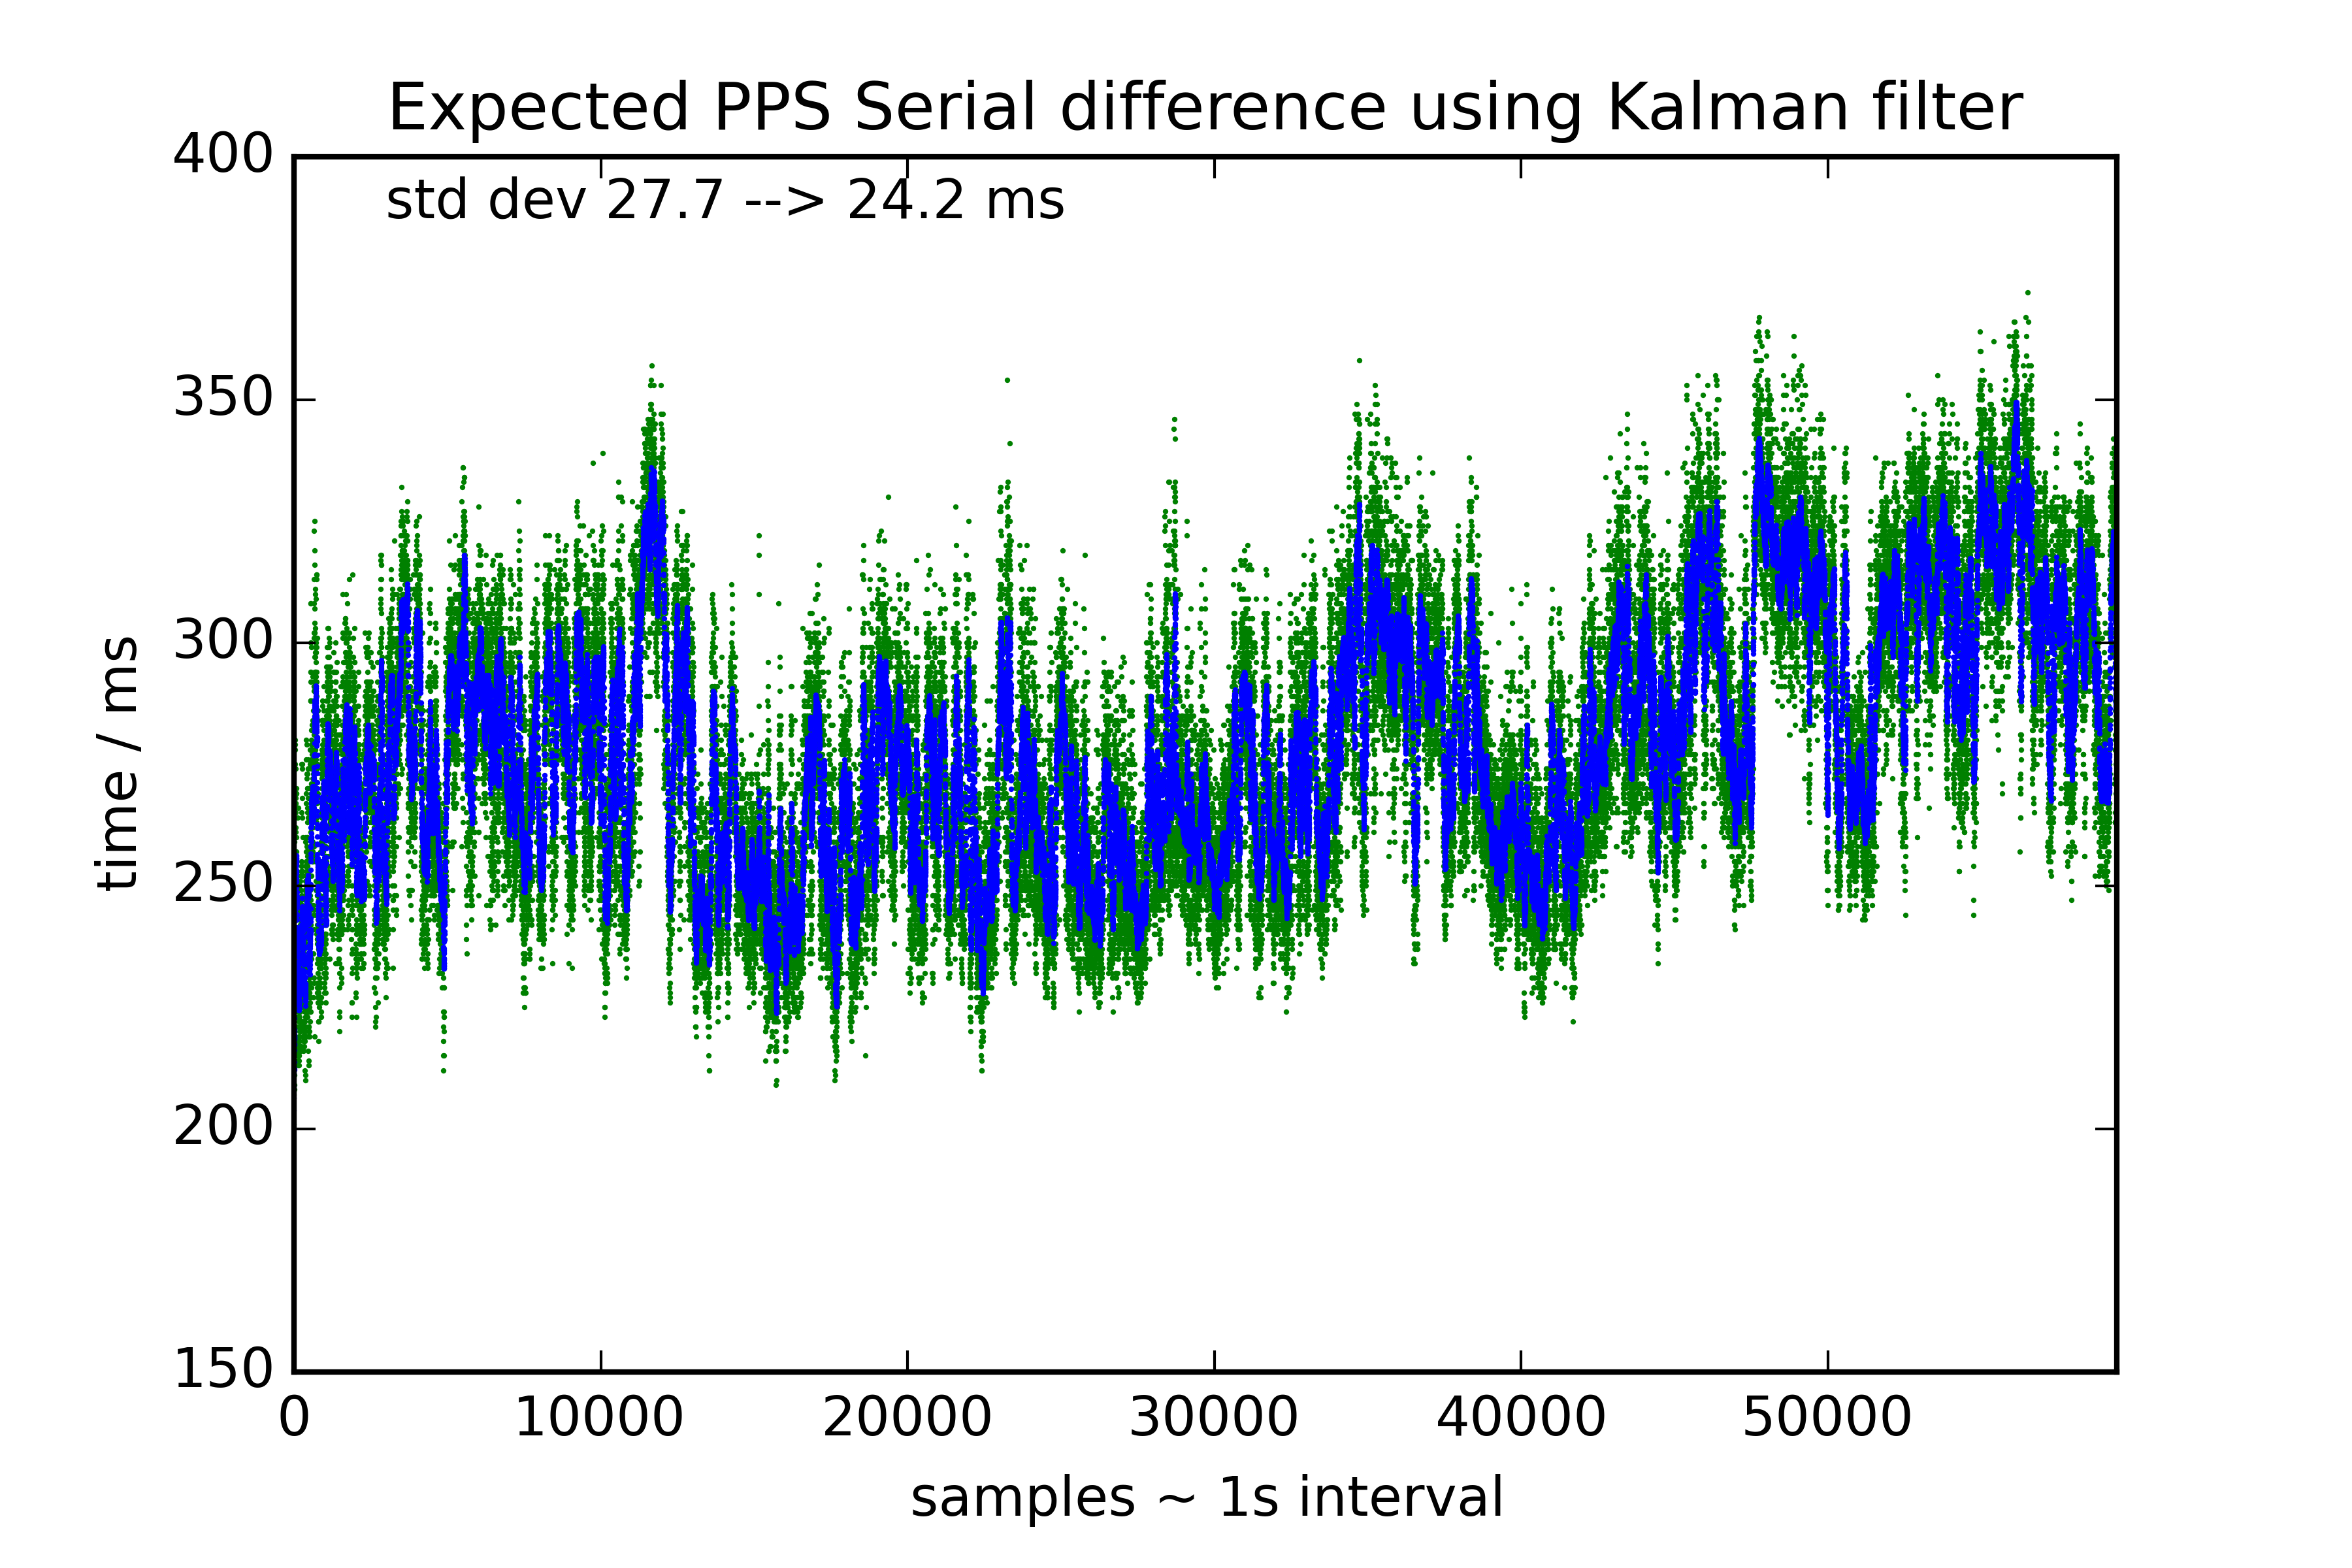 Expected PPS Serial difference using Kalman filter
std dev 27.7 --> 24.2 ms
400
350
300
250
200
150
time / ms
0 10000 20000 30000 40000 50000
samples ~ 1s interval